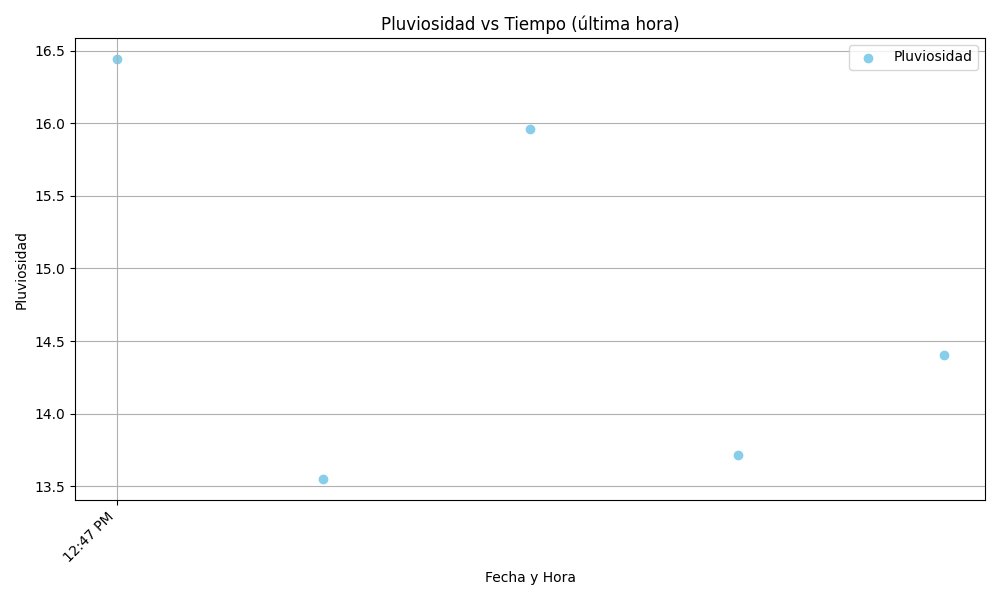 Pluviosidad vs Tiempo (última hora)
Pluviosidad
16.5
16.0
15.5
15.0
14.5
14.0
13.5
Pluviosidad
12:47 PM
Fecha y Hora